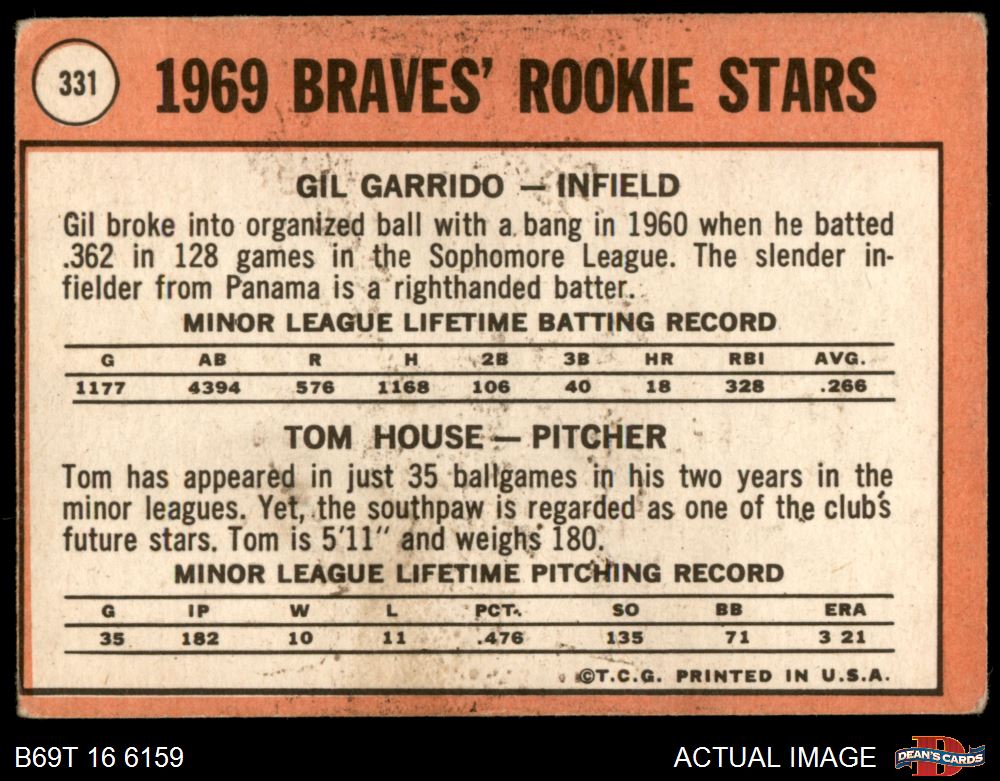 331
1969 BRAVES' ROOKIE STARS
GIL GARRIDO — INFIELD
Gil broke into organized ball with a bang in 1960 when he batted
.362 in 128 games in the Sophomore League. The slender in-
fielder from Panama is a righthanded batter.
MINOR LEAGUE LIFETIME BATTING RECORD
G AB R H 2B 3B HR RBI AVG.
1177 4394 576 1168 106 40 18 328 .266
TOM HOUSE — PITCHER
Tom has appeared in just 35 ballgames in his two years in the
minor leagues. Yet, the southpaw is regarded as one of the club's
future stars. Tom is 5'11" and weighs 180.
MINOR LEAGUE LIFETIME PITCHING RECORD
G IP W L PCT. SO BB ERA
35 182 10 11 .476 135 71 3 21
©T.C.G. PRINTED IN U.S.A.
B69T 16 6159
ACTUAL IMAGE
D
DEAN'S CARDS